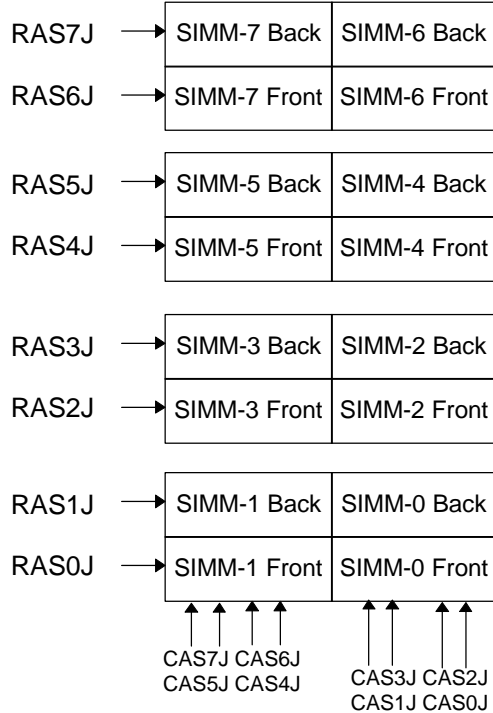 RAS7J SIMM-7 Back SIMM-6 Back
RAS6J SIMM-7 Front SIMM-6 Front
RAS5J SIMM-5 Back SIMM-4 Back
RAS4J SIMM-5 Front SIMM-4 Front
RAS3J SIMM-3 Back SIMM-2 Back
RAS2J SIMM-3 Front SIMM-2 Front
RAS1J SIMM-1 Back SIMM-0 Back
RAS0J SIMM-1 Front SIMM-0 Front
CAS7J CAS6J
CAS5J CAS4J
CAS3J CAS2J
CAS1J CAS0J